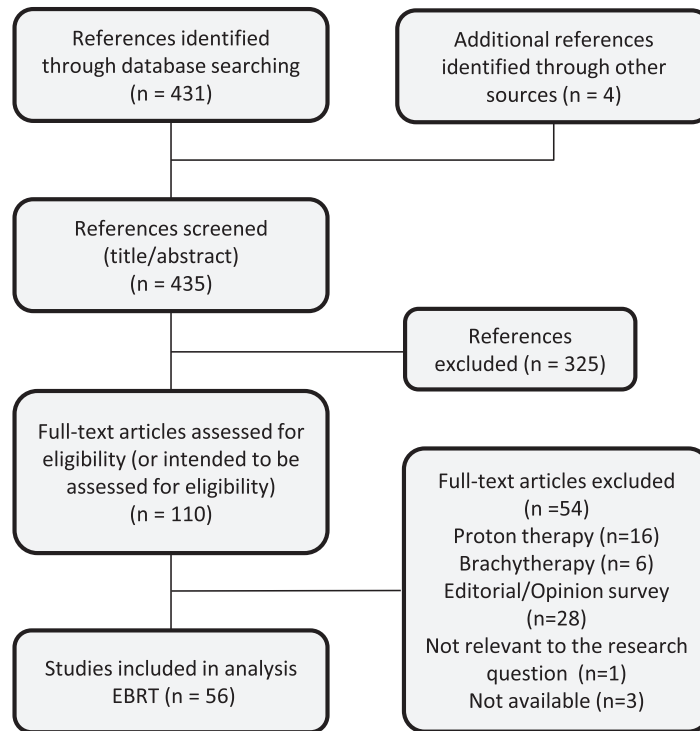 References identified
through database searching
(n = 431)
Additional references
identified through other
sources (n = 4)
References screened
(title/abstract)
(n = 435)
References
excluded (n = 325)
Full-text articles assessed for
eligibility (or intended to be
assessed for eligibility)
(n = 110)
Full-text articles excluded
(n =54)
Proton therapy (n=16)
Brachytherapy (n= 6)
Editorial/Opinion survey
(n=28)
Not relevant to the research
question (n=1)
Not available (n=3)
Studies included in analysis
EBRT (n = 56)